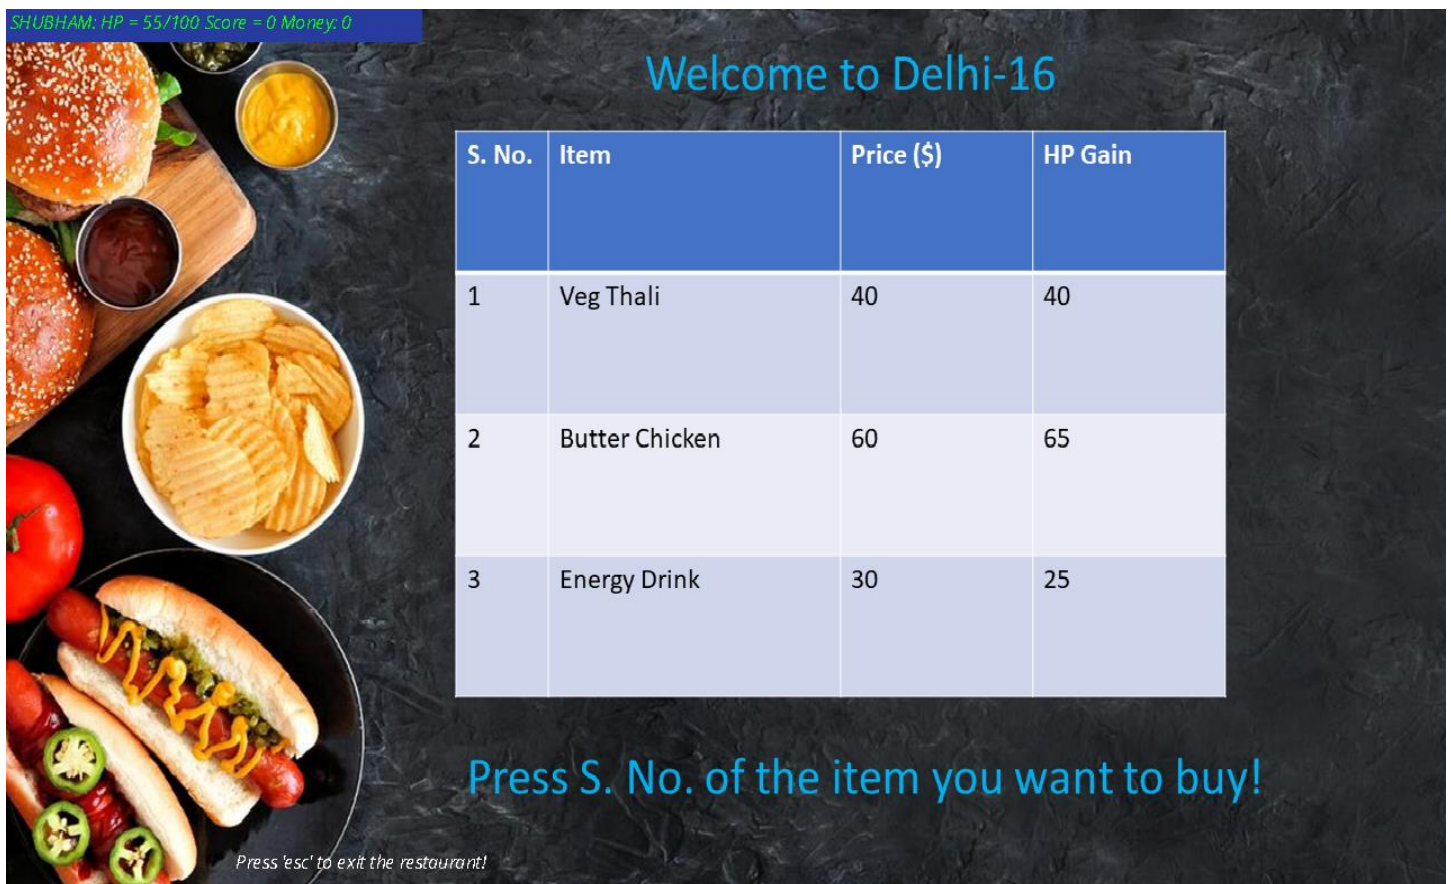 SHUBHAM: HP = 55/100 Score = 0 Money: 0
Welcome to Delhi-16
S. No. Item Price ($) HP Gain
1 Veg Thali 40 40
2 Butter Chicken 60 65
3 Energy Drink 30 25
Press S. No. of the item you want to buy!
Press 'esc' to exit the restaurant!